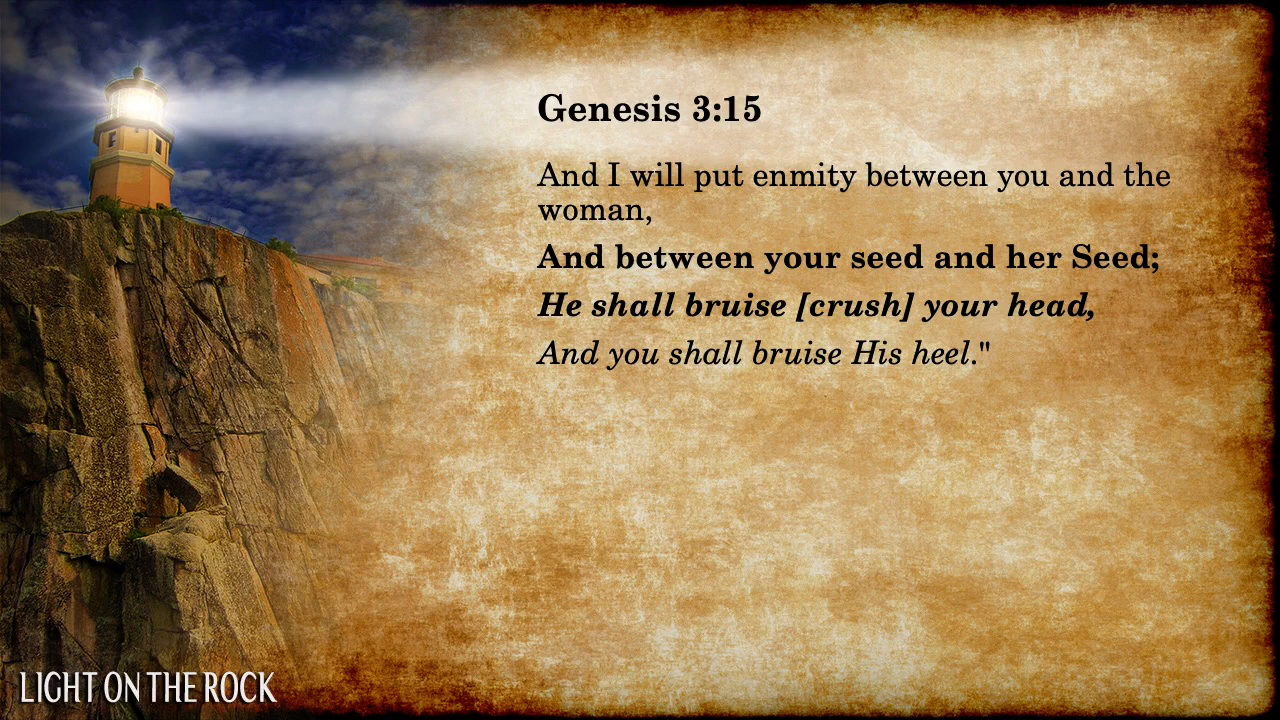 Genesis 3:15
And I will put enmity between you and the
woman,
And between your seed and her Seed;
He shall bruise [crush] your head,
And you shall bruise His heel."
LIGHT ON THE ROCK